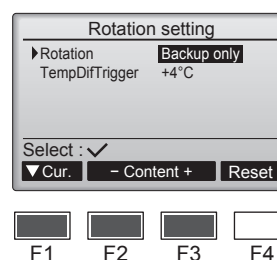 Rotation setting
Rotation Backup only
TempDifTrigger +4°C
Select :
▼ Cur. − Content + Reset
F1 F2 F3 F4